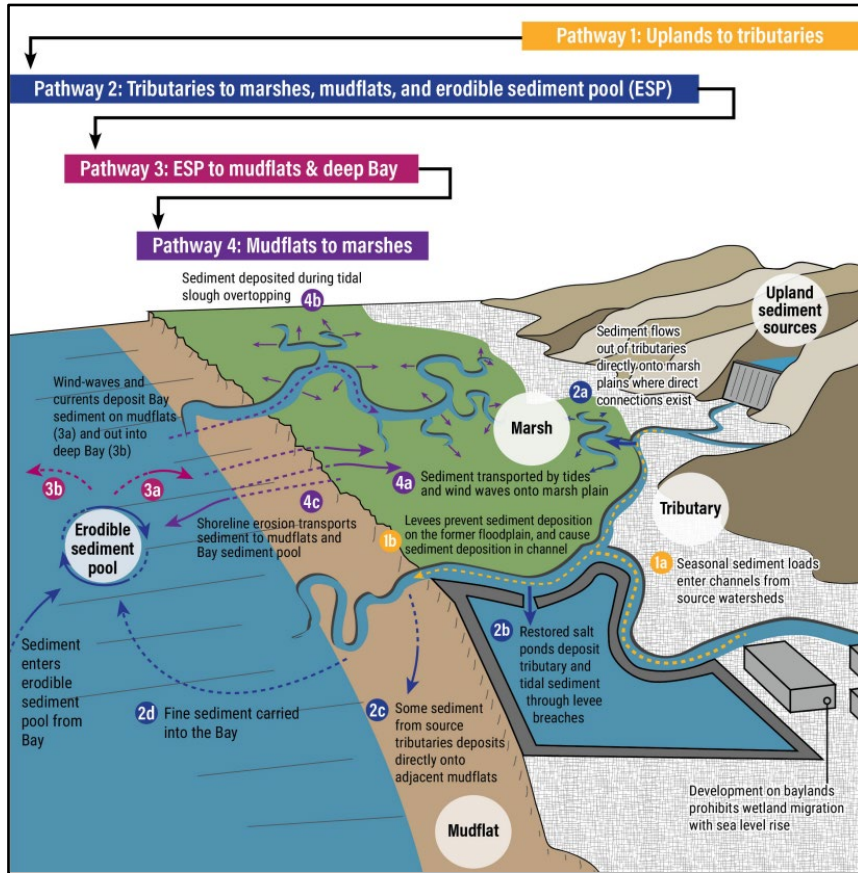 Pathway 1: Uplands to tributaries
Pathway 2: Tributaries to marshes, mudflats, and erodible sediment pool (ESP)
Pathway 3: ESP to mudflats & deep Bay
Pathway 4: Mudflats to marshes
Sediment deposited during tidal
slough overtopping
4b
Upland
sediment
sources
Sediment flows
out of tributaries
directly onto marsh
plains where direct
connections exist
2a
Wind-waves and
currents deposit Bay
sediment on mudflats
(3a) and out into
deep Bay (3b)
Marsh
3b
3a
4a
Sediment transported by tides
and wind waves onto marsh plain
4c
Shoreline erosion transports
sediment to mudflats and
Bay sediment pool
Erodible
sediment
pool
1b
Levees prevent sediment deposition
on the former floodplain, and cause
sediment deposition in channel
Tributary
1a
Seasonal sediment loads
enter channels from
source watersheds
Sediment
enters
erodible
sediment
pool from
Bay
2d
Fine sediment carried
into the Bay
2c
Some sediment
from source
tributaries deposits
directly onto
adjacent mudflats
2b
Restored salt
ponds deposit
tributary and
tidal sediment
through levee
breaches
Development on baylands
prohibits wetland migration
with sea level rise
Mudflat